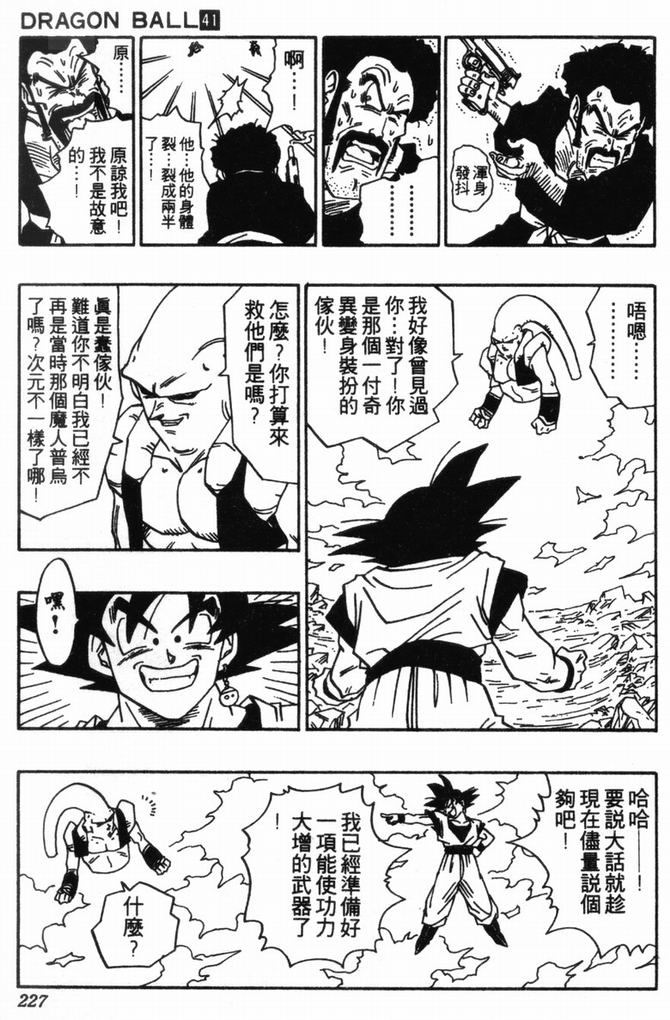 DRAGON BALL 41
渾身
發抖
…………
…………
啊…！
他…他的身體
裂…裂成兩半
了…！
原……
原諒我吧！
我不是故意
的…！
唔嗯……
…………
我好像曾見過
你…對了！你
是那個一付奇
異變身裝扮的
傢伙！
怎麼？你打算來
救他們是嗎？
眞是蠢傢伙！
難道你不明白我已經不
再是當時那個魔人普烏
了嗎？次元不一樣了哪！
嘿！
哈哈——！
要說大話就趁
現在儘量說個
夠吧！
我已經準備好
一項能使功力
大增的武器了
！
什麼？
227